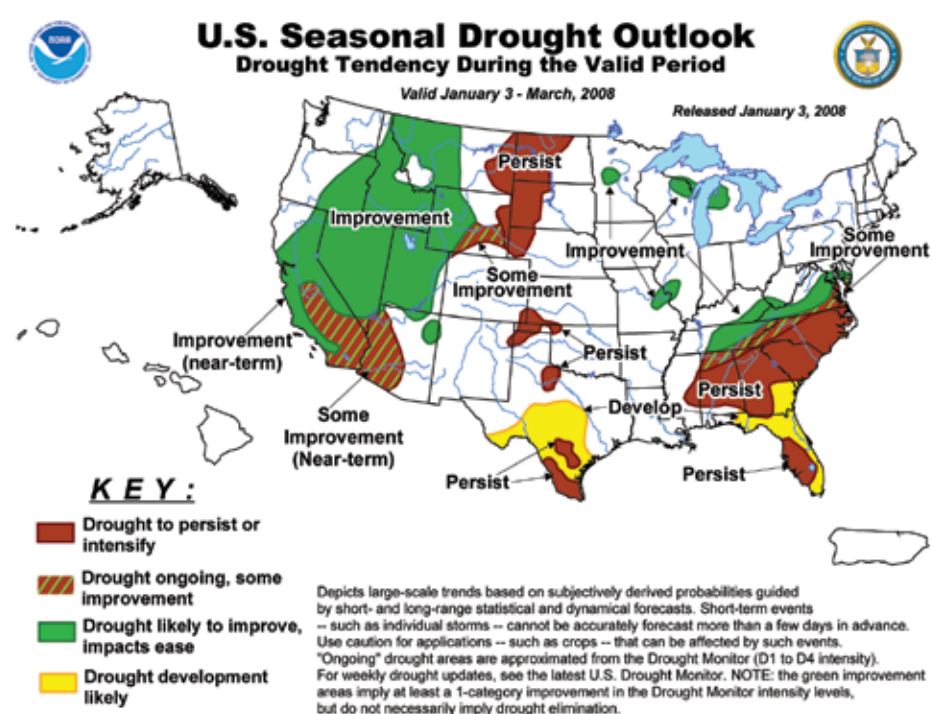 U.S. Seasonal Drought Outlook
Drought Tendency During the Valid Period
Valid January 3 - March, 2008
Released January 3, 2008
NOAA
Persist
Improvement
Some
Improvement
Improvement
Some
Improvement
Improvement
(near-term)
Persist
Some
Improvement
(Near-term)
Persist
Develop
Persist
Persist
KEY:
Drought to persist or
intensify
Drought ongoing, some
improvement
Drought likely to improve,
impacts ease
Drought development
likely
Depicts large-scale trends based on subjectively derived probabilities guided
by short- and long-range statistical and dynamical forecasts. Short-term events
-- such as individual storms -- cannot be accurately forecast more than a few days in advance.
Use caution for applications -- such as crops -- that can be affected by such events.
"Ongoing" drought areas are approximated from the Drought Monitor (D1 to D4 intensity).
For weekly drought updates, see the latest U.S. Drought Monitor. NOTE: the green improvement
areas imply at least a 1-category improvement in the Drought Monitor intensity levels,
but do not necessarily imply drought elimination.